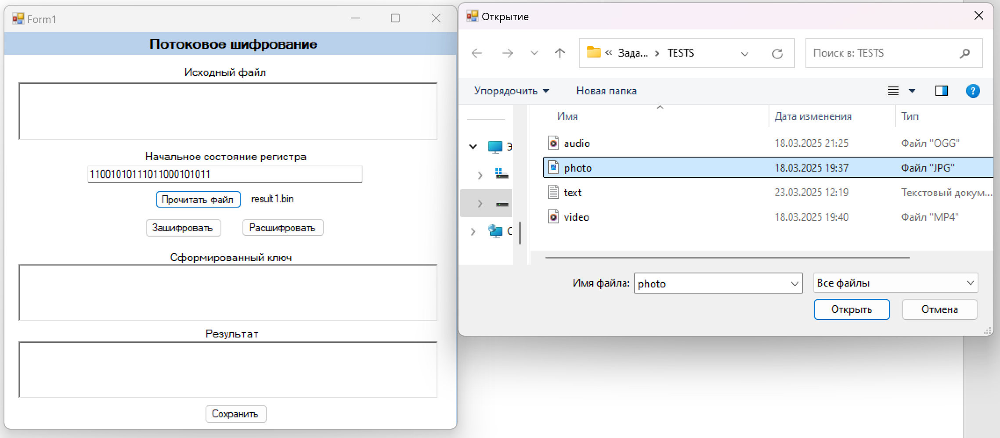 Form1
Потоковое шифрование
Исходный файл
Начальное состояние регистра
11001010111011000101011
Прочитать файл result1.bin
Зашифровать Расшифровать
Сформированный ключ
Результат
Сохранить
Открытие
« Зада... › TESTS Поиск в: TESTS
Упорядочить Новая папка ?
Имя Дата изменения Тип
audio 18.03.2025 21:25 Файл "OGG"
photo 18.03.2025 19:37 Файл "JPG"
text 23.03.2025 12:19 Текстовый докум...
video 18.03.2025 19:40 Файл "MP4"
Э
С
Имя файла: photo Все файлы
Открыть Отмена